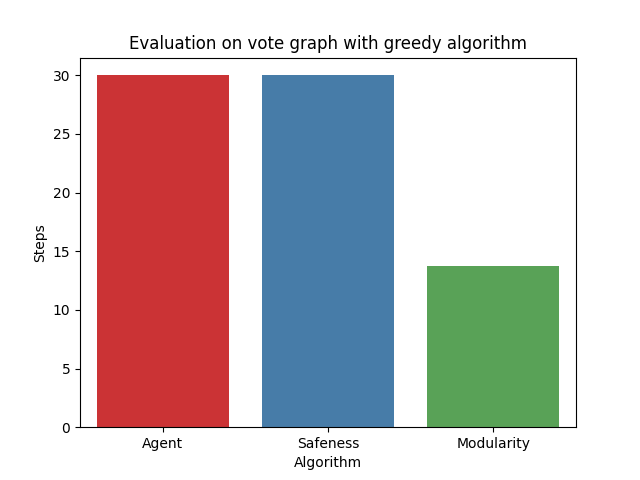 Evaluation on vote graph with greedy algorithm
30
25
20
15
10
5
0
Steps
Agent
Safeness
Modularity
Algorithm